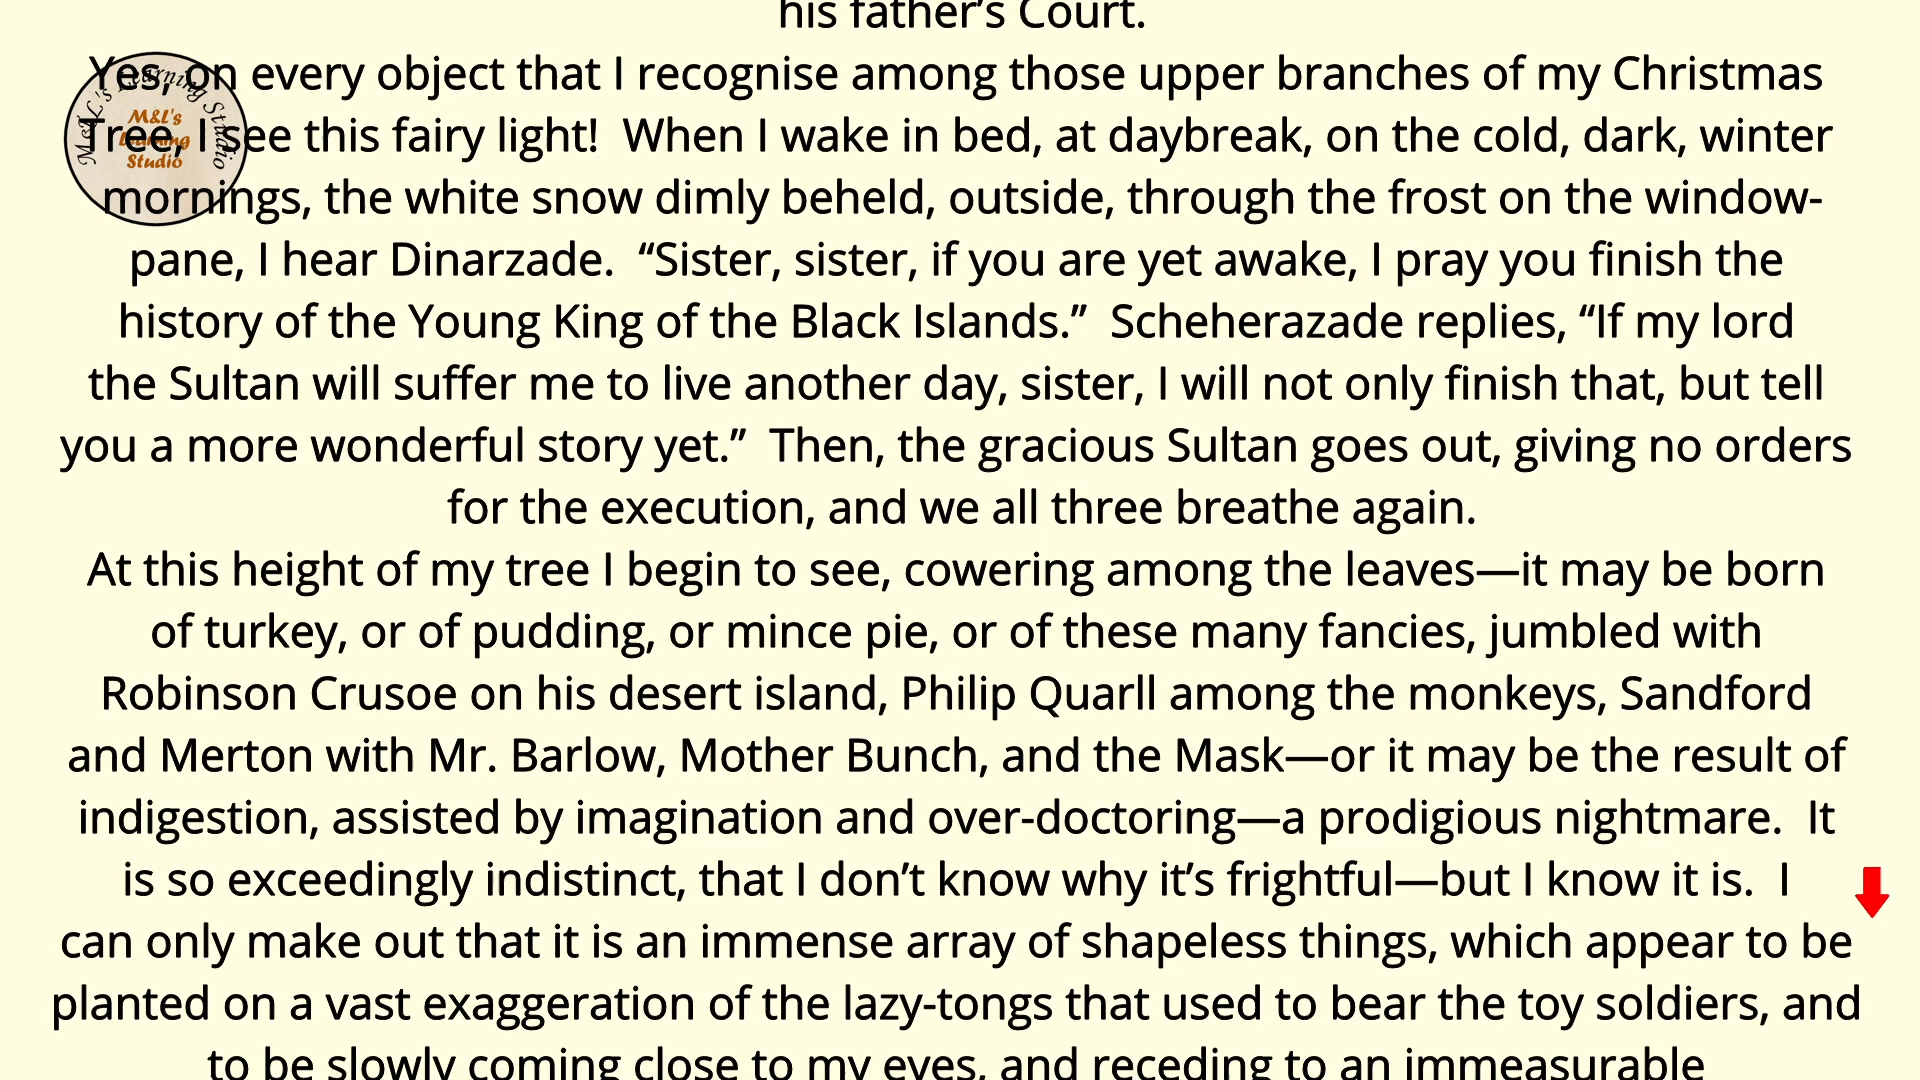 his father’s Court.
Yes, on every object that I recognise among those upper branches of my Christmas
Tree, I see this fairy light!  When I wake in bed, at daybreak, on the cold, dark, winter
mornings, the white snow dimly beheld, outside, through the frost on the window-
pane, I hear Dinarzade.  “Sister, sister, if you are yet awake, I pray you finish the
history of the Young King of the Black Islands.”  Scheherazade replies, “If my lord
the Sultan will suffer me to live another day, sister, I will not only finish that, but tell
you a more wonderful story yet.”  Then, the gracious Sultan goes out, giving no orders
for the execution, and we all three breathe again.
At this height of my tree I begin to see, cowering among the leaves—it may be born
of turkey, or of pudding, or mince pie, or of these many fancies, jumbled with
Robinson Crusoe on his desert island, Philip Quarll among the monkeys, Sandford
and Merton with Mr. Barlow, Mother Bunch, and the Mask—or it may be the result of
indigestion, assisted by imagination and over-doctoring—a prodigious nightmare.  It
is so exceedingly indistinct, that I don’t know why it’s frightful—but I know it is.  I
can only make out that it is an immense array of shapeless things, which appear to be
planted on a vast exaggeration of the lazy-tongs that used to bear the toy soldiers, and
to be slowly coming close to my eyes, and receding to an immeasurable
M&L's Learning Studio
M&L's
Learning
Studio